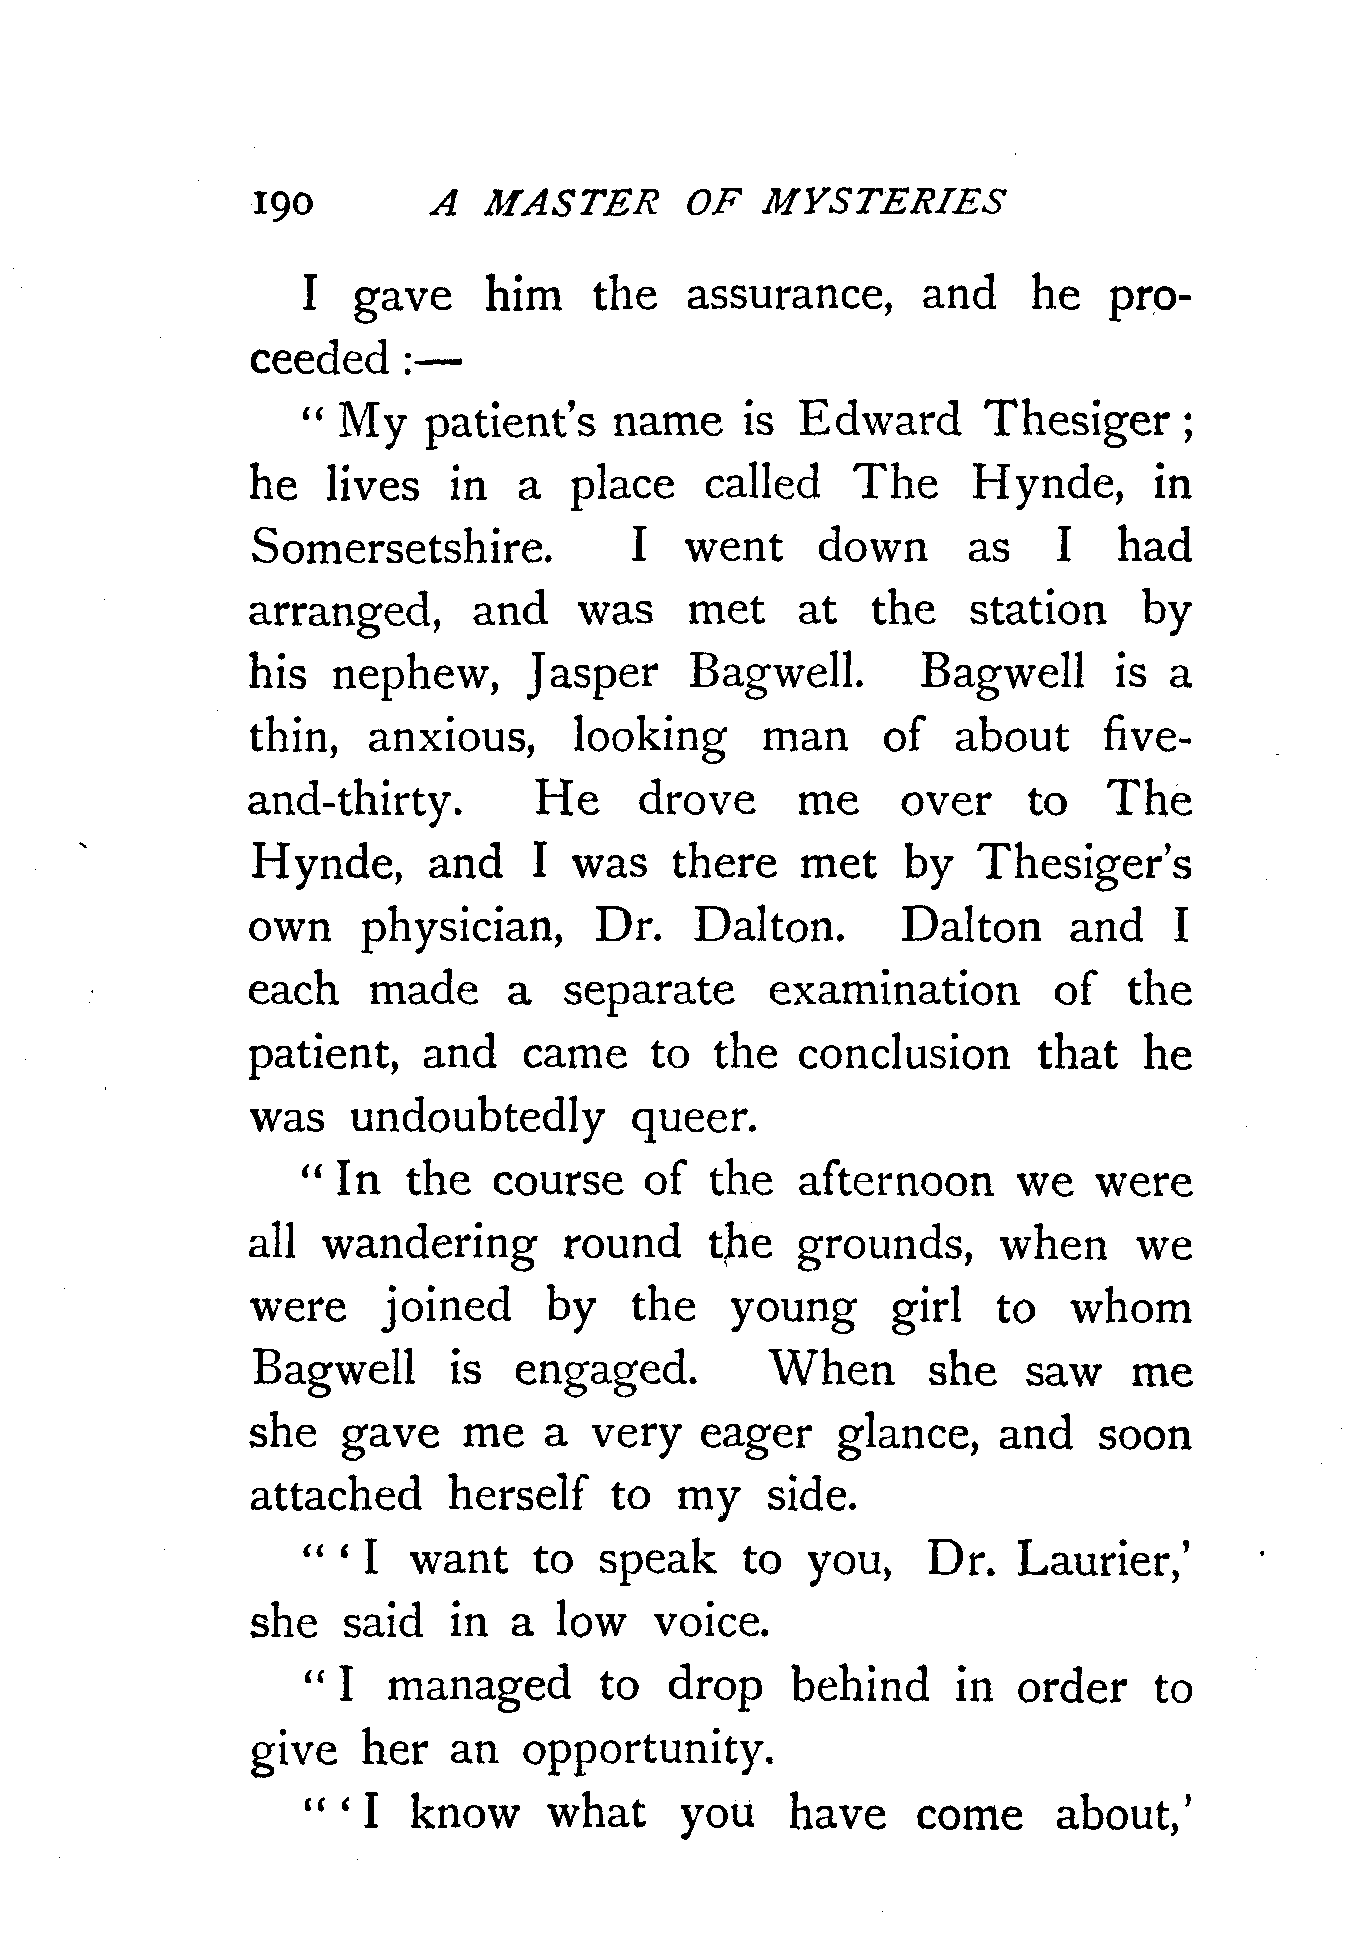 190 A MASTER OF MYSTERIES
I gave him the assurance, and he pro-
ceeded :—
“ My patient’s name is Edward Thesiger ;
he lives in a place called The Hynde, in
Somersetshire. I went down as I had
arranged, and was met at the station by
his nephew, Jasper Bagwell. Bagwell is a
thin, anxious, looking man of about five-
and-thirty. He drove me over to The
Hynde, and I was there met by Thesiger’s
own physician, Dr. Dalton. Dalton and I
each made a separate examination of the
patient, and came to the conclusion that he
was undoubtedly queer.
“ In the course of the afternoon we were
all wandering round the grounds, when we
were joined by the young girl to whom
Bagwell is engaged. When she saw me
she gave me a very eager glance, and soon
attached herself to my side.
“ ‘ I want to speak to you, Dr. Laurier,’
she said in a low voice.
“ I managed to drop behind in order to
give her an opportunity.
“ ‘ I know what you have come about,’